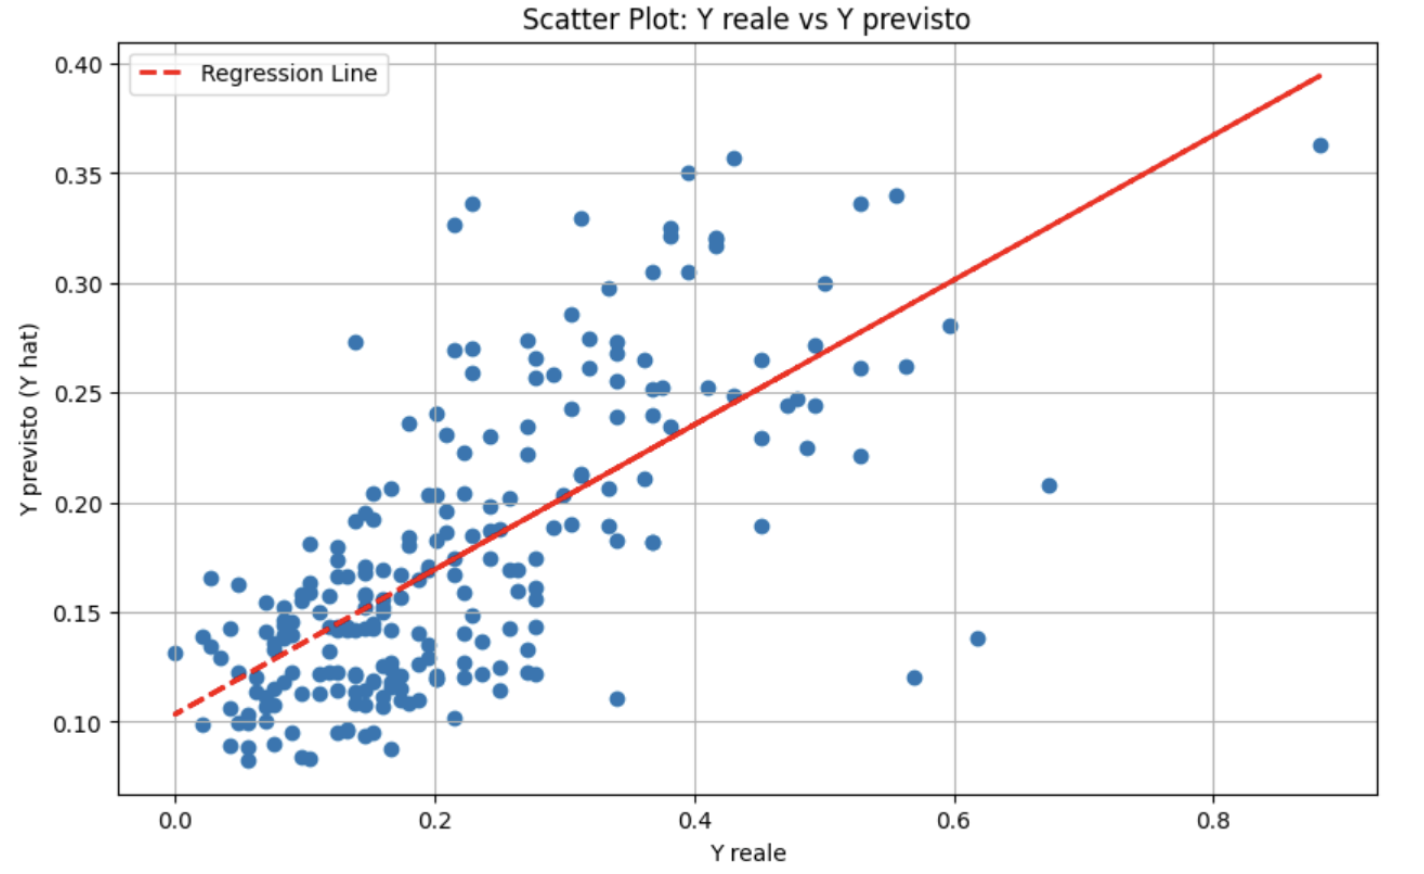 Scatter Plot: Y reale vs Y previsto
Regression Line
0.40
0.35
0.30
0.25
0.20
0.15
0.10
Y previsto (Y hat)
0.0 0.2 0.4 0.6 0.8
Y reale